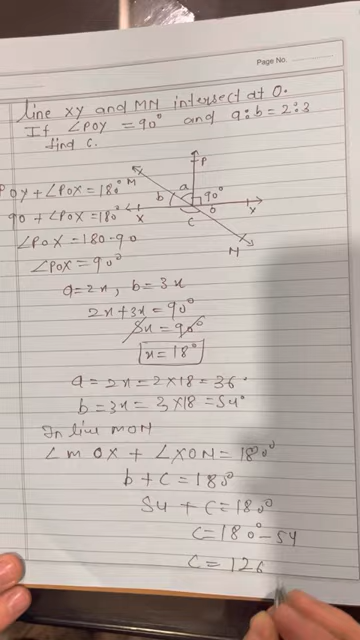 Page No.
Line XY and MN intersect at O.
If ∠POY = 90° and a:b = 2:3
find C.
P
M
a
b
90°
X
C
b
Y
N
POY + ∠POX = 180°
90 + ∠POX = 180°
∠POX = 180-90
∠POX = 90°
a = 2x, b = 3x
2x + 3x = 90°
5x = 90°
x = 18°
a = 2x = 2 × 18 = 36°
b = 3x = 3 × 18 = 54°
In line MON
∠MOX + ∠XON = 180°
b + c = 180°
54 + c = 180°
c = 180° - 54
c = 126